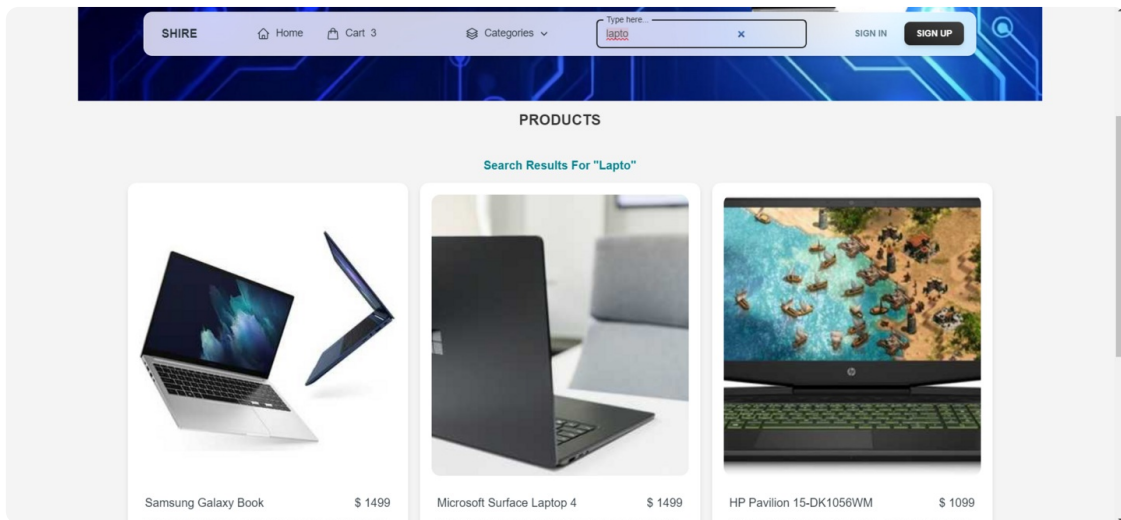 SHIRE Home Cart 3 Categories Type here... lapto × SIGN IN SIGN UP
PRODUCTS
Search Results For "Lapto"
Samsung Galaxy Book $ 1499
Microsoft Surface Laptop 4 $ 1499
HP Pavilion 15-DK1056WM $ 1099